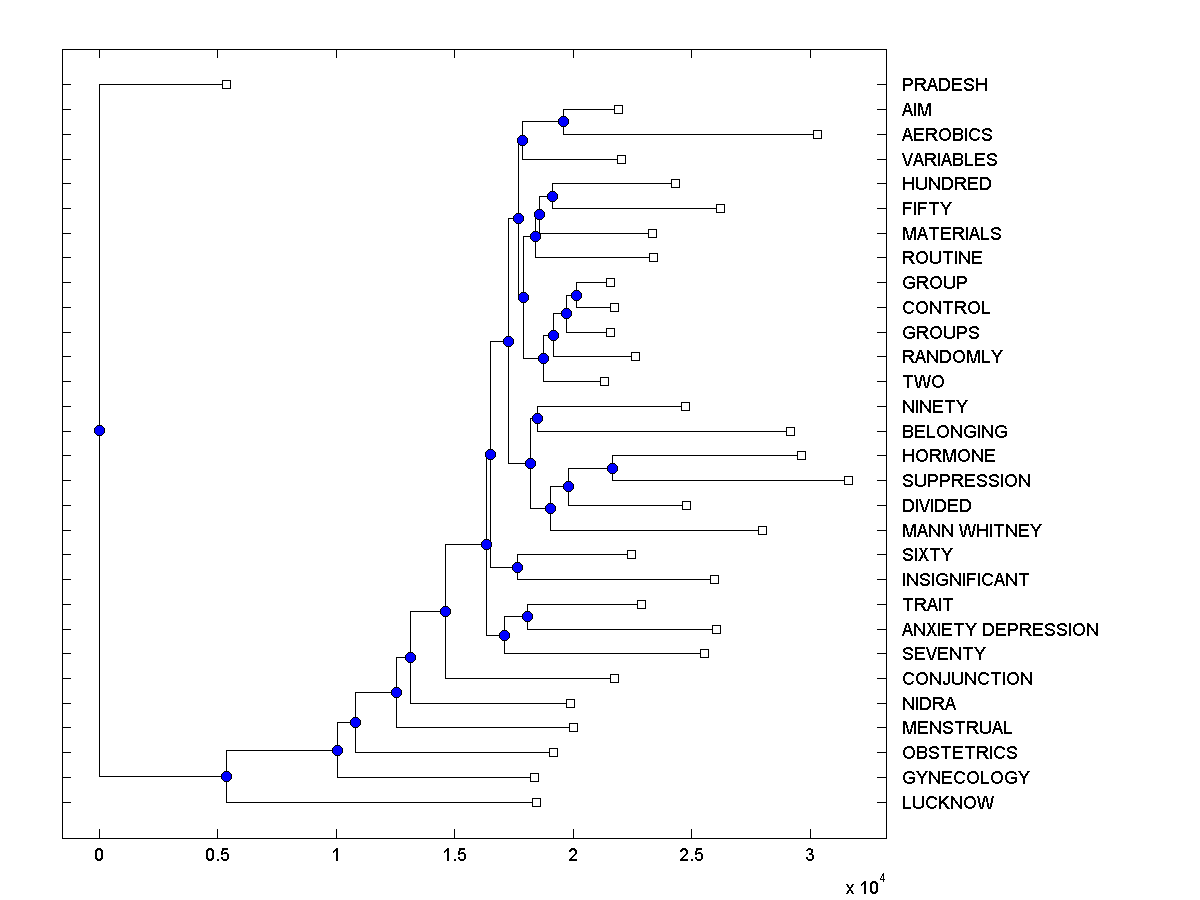 PRADESH
AIM
AEROBICS
VARIABLES
HUNDRED
FIFTY
MATERIALS
ROUTINE
GROUP
CONTROL
GROUPS
RANDOMLY
TWO
NINETY
BELONGING
HORMONE
SUPPRESSION
DIVIDED
MANN WHITNEY
SIXTY
INSIGNIFICANT
TRAIT
ANXIETY DEPRESSION
SEVENTY
CONJUNCTION
NIDRA
MENSTRUAL
OBSTETRICS
GYNECOLOGY
LUCKNOW
0 0.5 1 1.5 2 2.5 3
x 10^4